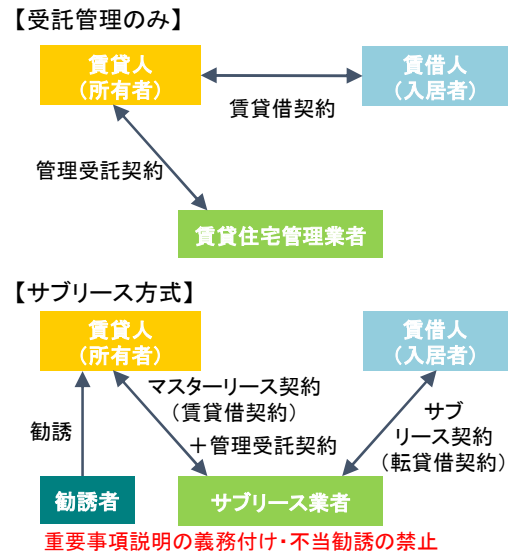 【受託管理のみ】
賃貸人
（所有者）
賃借人
（入居者）
賃貸借契約
管理受託契約
賃貸住宅管理業者
【サブリース方式】
賃貸人
（所有者）
賃借人
（入居者）
マスターリース契約
（賃貸借契約）
＋管理受託契約
サブ
リース契約
（転貸借契約）
勧誘
勧誘者
サブリース業者
重要事項説明の義務付け・不当勧誘の禁止